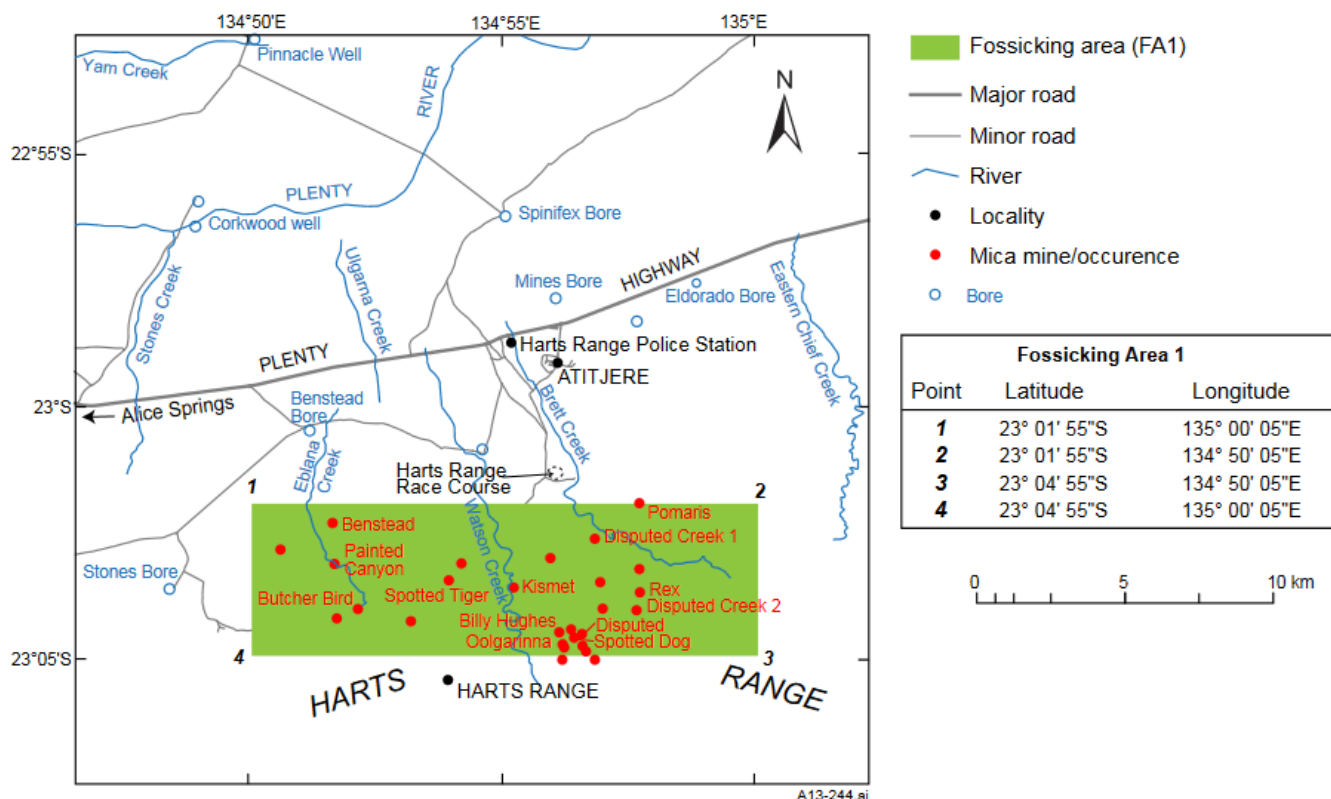 134°50'E
134°55'E
135°E
Pinnacle Well
Yam Creek
RIVER
22°55'S
PLENTY
Corkwood well
Spinifex Bore
Stones Creek
Ulgarna Creek
Mines Bore
HIGHWAY
Eldorado Bore
Eastern Chief Creek
PLENTY
Harts Range Police Station
ATITJERE
23°S
Alice Springs
Benstead
Bore
Brett Creek
Eblana
Creek
Harts Range
Race Course
1
2
Watson Creek
Benstead
Pomaris
Disputed Creek 1
Painted
Canyon
Stones Bore
Spotted Tiger
Kismet
Rex
Butcher Bird
Disputed Creek 2
Billy Hughes
Disputed
Oolgarinna
Spotted Dog
23°05'S
4
3
HARTS
RANGE
HARTS RANGE
A13-244.ai
N
Fossicking area (FA1)
Major road
Minor road
River
Locality
Mica mine/occurence
Bore
Fossicking Area 1
Point Latitude Longitude
1 23° 01' 55"S 135° 00' 05"E
2 23° 01' 55"S 134° 50' 05"E
3 23° 04' 55"S 134° 50' 05"E
4 23° 04' 55"S 135° 00' 05"E
0 5 10 km